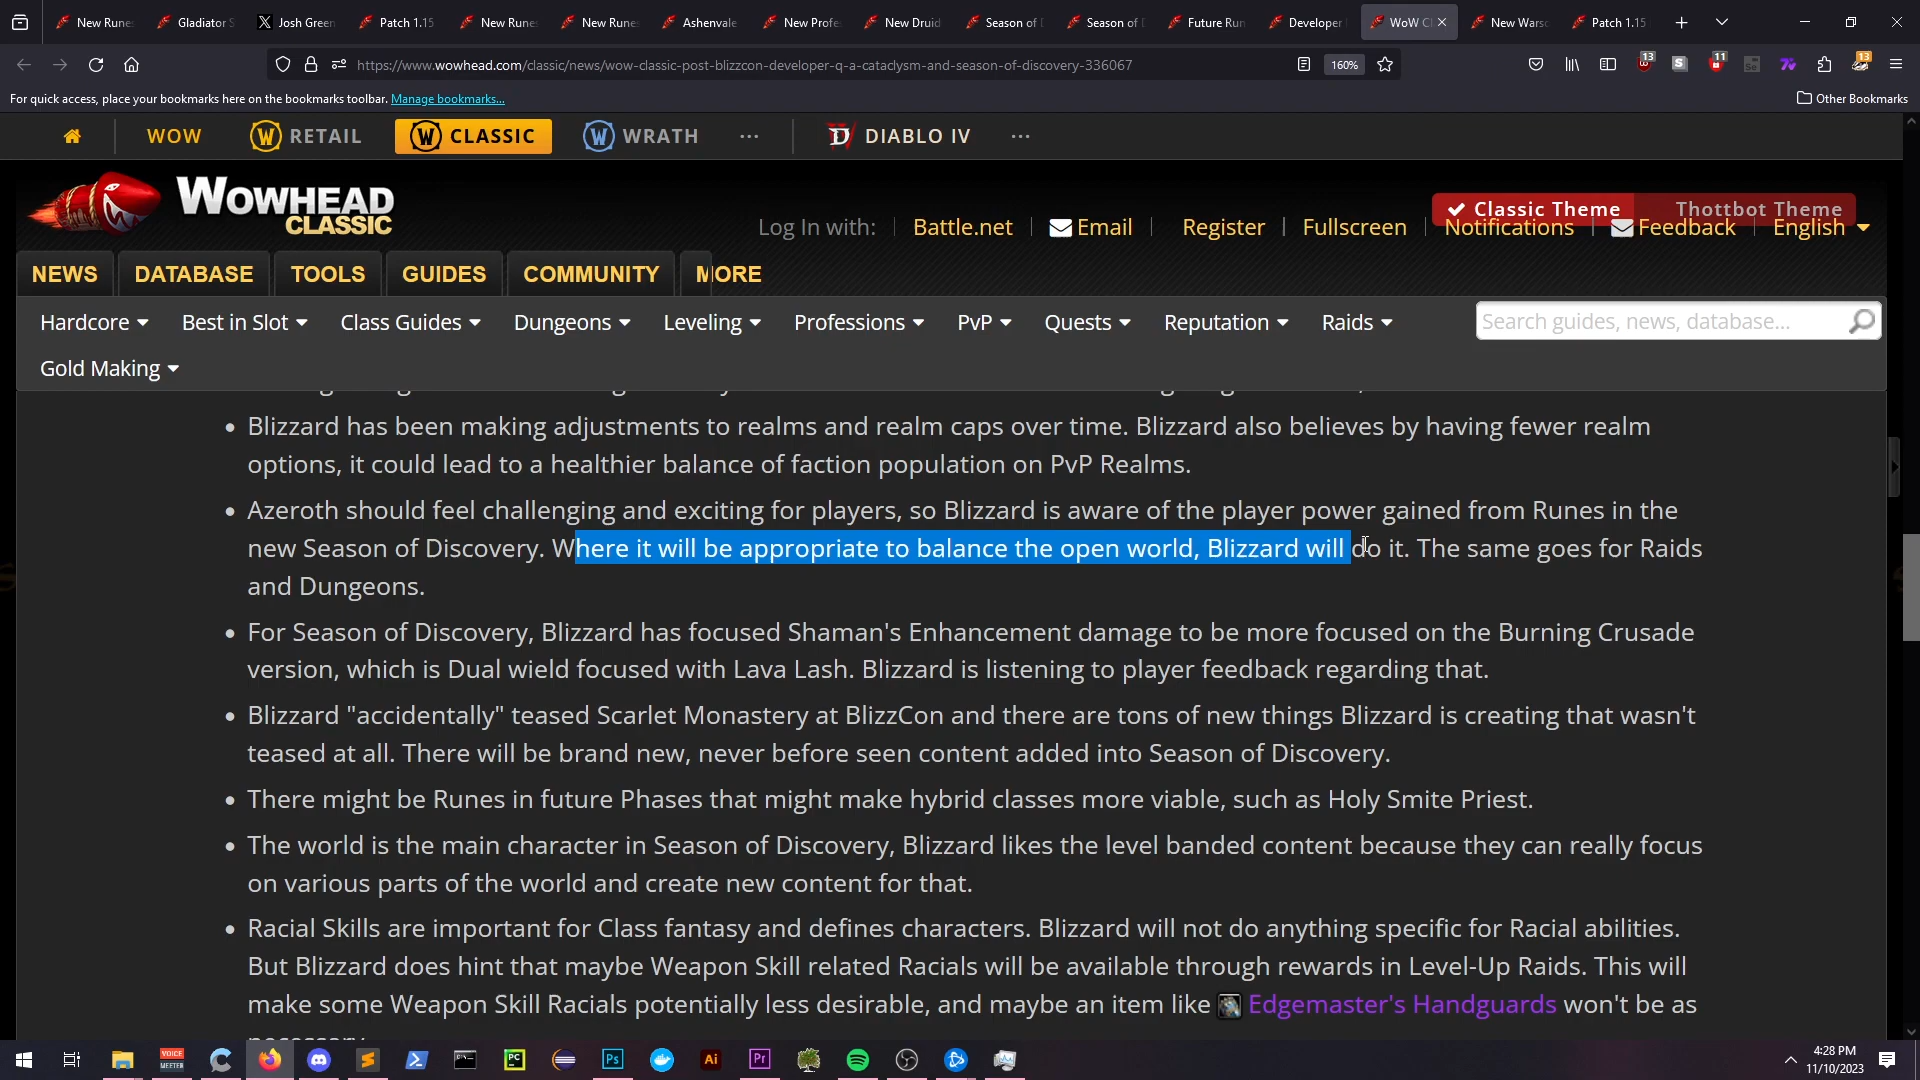 New Runes
Gladiator S
Josh Green
Patch 1.15
New Runes
New Runes
Ashenvale
New Profe
New Druid
Season of D
Season of D
Future Run
Developer
WoW Cl
New Warso
Patch 1.15
https://www.wowhead.com/classic/news/wow-classic-post-blizzcon-developer-q-a-cataclysm-and-season-of-discovery-336067
160%
13
11
13
For quick access, place your bookmarks here on the bookmarks toolbar. Manage bookmarks...
Other Bookmarks
WOW
RETAIL
CLASSIC
WRATH
...
DIABLO IV
...
WOWHEAD
CLASSIC
Classic Theme
Thottbot Theme
Log In with:
Battle.net
Email
Register
Fullscreen
Notifications
Feedback
English
NEWS
DATABASE
TOOLS
GUIDES
COMMUNITY
MORE
Hardcore
Best in Slot
Class Guides
Dungeons
Leveling
Professions
PvP
Quests
Reputation
Raids
Search guides, news, database...
Gold Making
• Blizzard has been making adjustments to realms and realm caps over time. Blizzard also believes by having fewer realm
options, it could lead to a healthier balance of faction population on PvP Realms.
• Azeroth should feel challenging and exciting for players, so Blizzard is aware of the player power gained from Runes in the
new Season of Discovery. Where it will be appropriate to balance the open world, Blizzard will do it. The same goes for Raids
and Dungeons.
• For Season of Discovery, Blizzard has focused Shaman's Enhancement damage to be more focused on the Burning Crusade
version, which is Dual wield focused with Lava Lash. Blizzard is listening to player feedback regarding that.
• Blizzard "accidentally" teased Scarlet Monastery at BlizzCon and there are tons of new things Blizzard is creating that wasn't
teased at all. There will be brand new, never before seen content added into Season of Discovery.
• There might be Runes in future Phases that might make hybrid classes more viable, such as Holy Smite Priest.
• The world is the main character in Season of Discovery, Blizzard likes the level banded content because they can really focus
on various parts of the world and create new content for that.
• Racial Skills are important for Class fantasy and defines characters. Blizzard will not do anything specific for Racial abilities.
But Blizzard does hint that maybe Weapon Skill related Racials will be available through rewards in Level-Up Raids. This will
make some Weapon Skill Racials potentially less desirable, and maybe an item like Edgemaster's Handguards won't be as
necessary.
VOICE
MEETER
PC
Ps
Ai
Pr
4:28 PM
11/10/2023